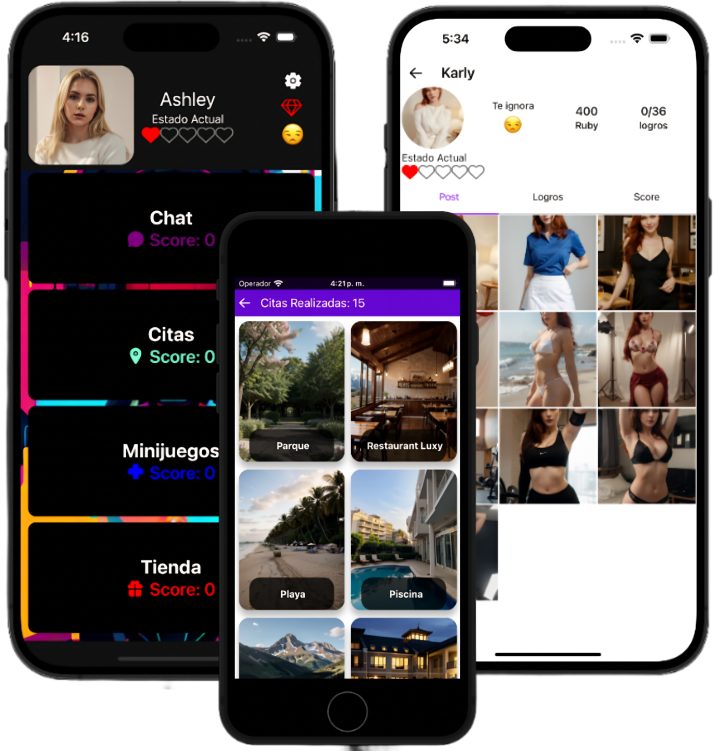 4:16
Ashley
Estado Actual
Chat
Score: 0
Citas
Score: 0
Minijuegos
Score: 0
Tienda
Score: 0
Operador
4:21 p. m.
Citas Realizadas: 15
Parque
Restaurant Luxy
Playa
Piscina
5:34
Karly
Te ignora
400
Ruby
0/36
logros
Estado Actual
Post
Logros
Score